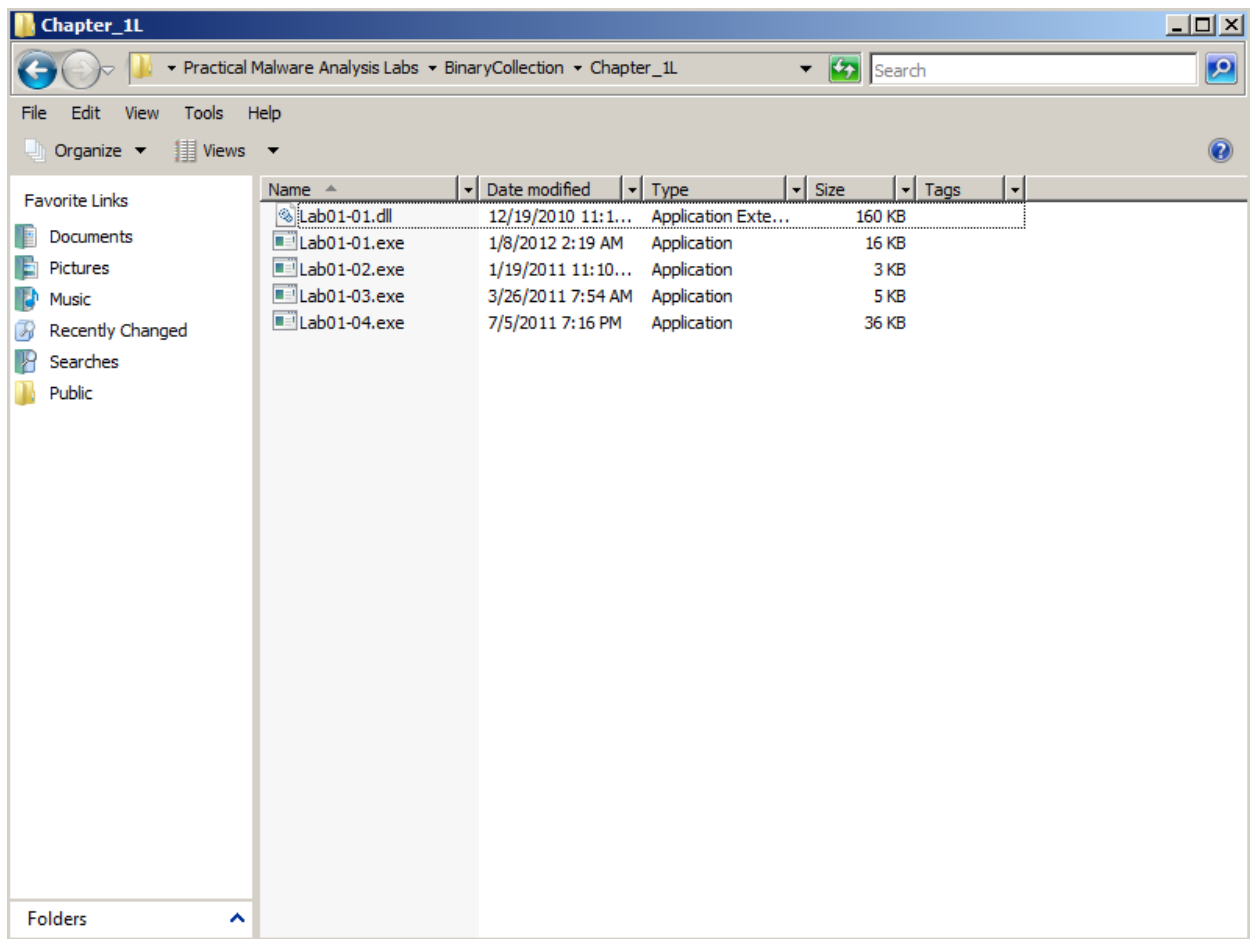 Chapter_1L
Practical Malware Analysis Labs BinaryCollection Chapter_1L Search
File Edit View Tools Help
Organize Views
Favorite Links
Documents
Pictures
Music
Recently Changed
Searches
Public
Name Date modified Type Size Tags
Lab01-01.dll 12/19/2010 11:1... Application Exte... 160 KB
Lab01-01.exe 1/8/2012 2:19 AM Application 16 KB
Lab01-02.exe 1/19/2011 11:10... Application 3 KB
Lab01-03.exe 3/26/2011 7:54 AM Application 5 KB
Lab01-04.exe 7/5/2011 7:16 PM Application 36 KB
Folders